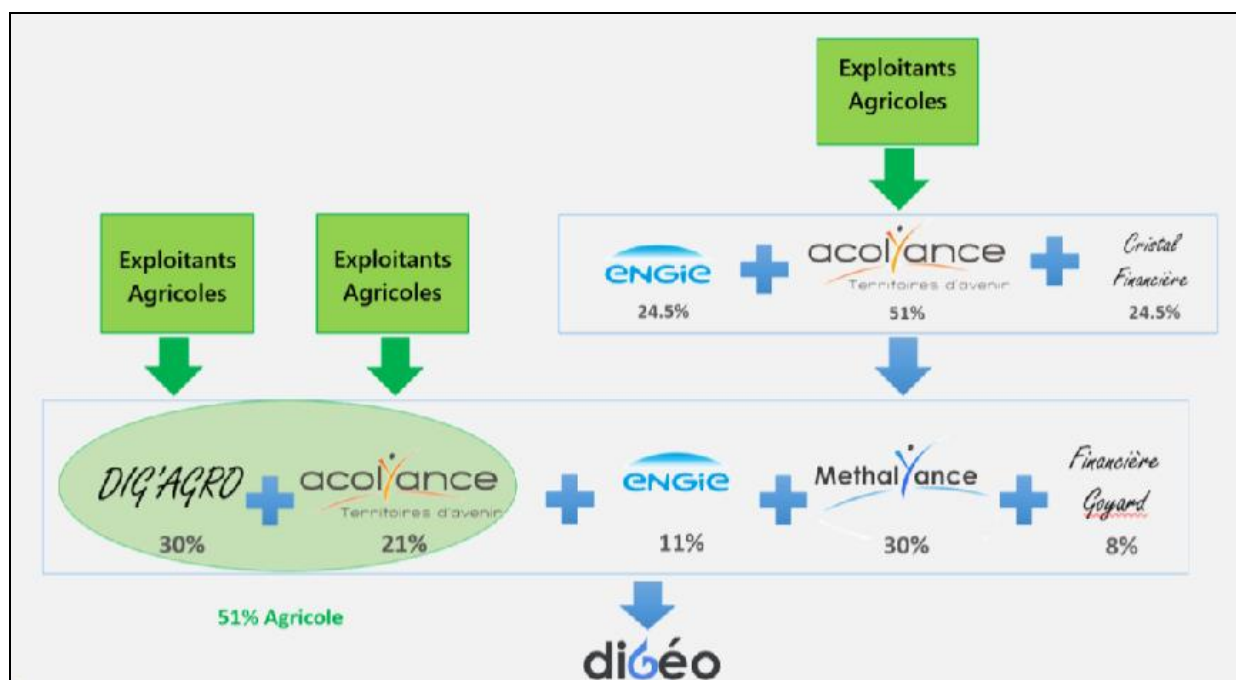 Exploitants
Agricoles
Exploitants
Agricoles
Exploitants
Agricoles
ENGiE
24.5%
acolyance
Territoires d'avenir
51%
Cristal
Financière
24.5%
DIG'AGRO
30%
acolyance
Territoires d'avenir
21%
ENGiE
11%
Methalyance
30%
Financière
Goyard
8%
51% Agricole
digéo